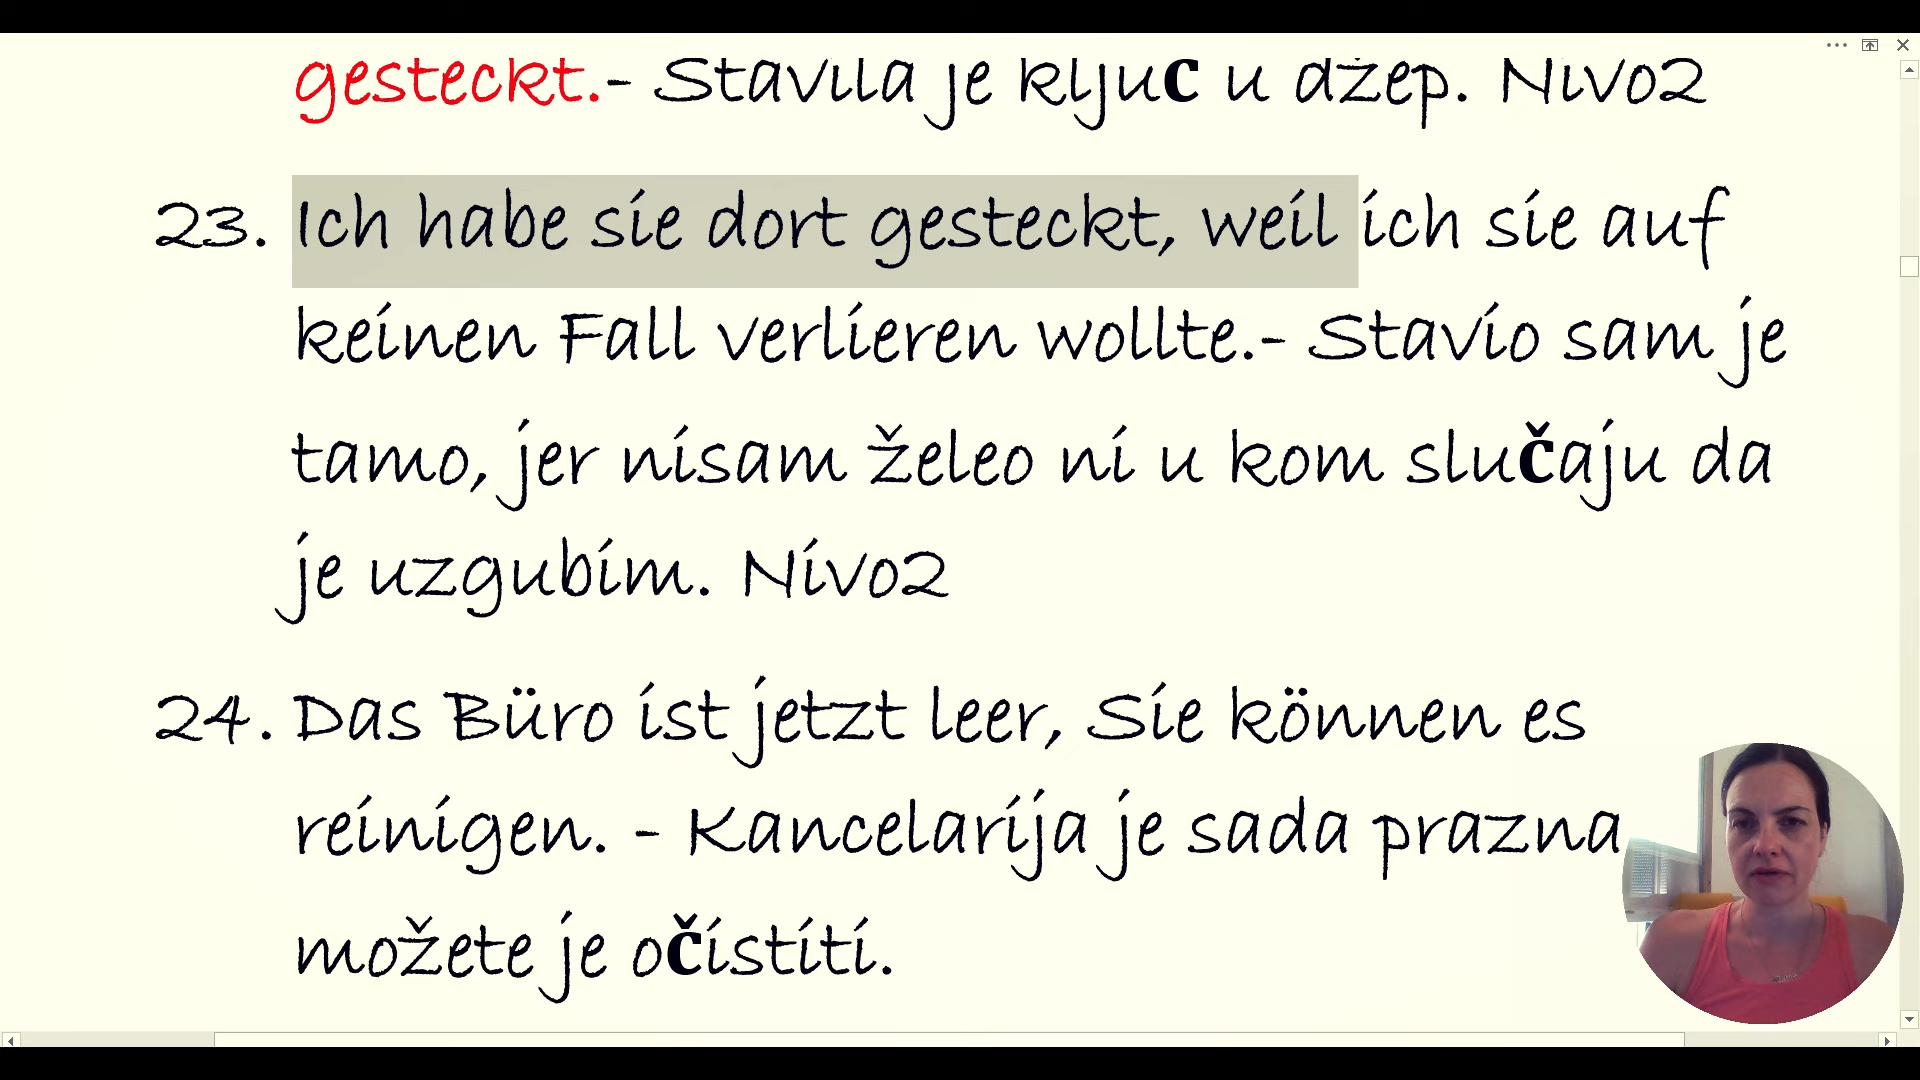 gesteckt.- Stavila je ključ u džep. Nivo2
23. Ich habe sie dort gesteckt, weil ich sie auf
keinen Fall verlieren wollte.- Stavio sam je
tamo, jer nisam želeo ni u kom slučaju da
je uzgubim. Nivo2
24. Das Büro ist jetzt leer, Sie können es
reinigen. - Kancelarija je sada prazna
možete je očistiti.